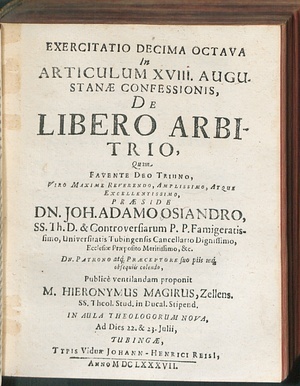 EXERCITATIO DECIMA OCTAVA
In
ARTICULUM XVIII. AUGU-
STANÆ CONFESSIONIS,
DE
LIBERO ARBI-
TRIO,
Quam
FAVENTE DEO TRIUNO,
VIRO MAXIME REVERENDO, AMPLISSIMO, ATQUE
EXCELLENTISSIMO,
PRÆSIDE
DN. JOH. ADAMO OSIANDRO,
SS. Th. D. & Controversiarum P. P. Famigeratis-
simo, Universitatis Tubingensis Cancellario Dignissimo,
Ecclesiæ Præposito Meritissimo, &c.
DN. PATRONO atq; PRÆCEPTORE suo pie
obsequio colendo,
Publicè ventilandam proponit
M. HIERONYMUS MAGIRUS, Zellens.
SS. Theol. Stud. in Ducal. Stipend.
IN AULA THEOLOGORUM NOVA,
Ad Dies 22. & 23. Julii,
TUBINGÆ,
TYPIS Viduæ JOHANN-HENRICI REISI,
ANNO MDCLXXXVII.